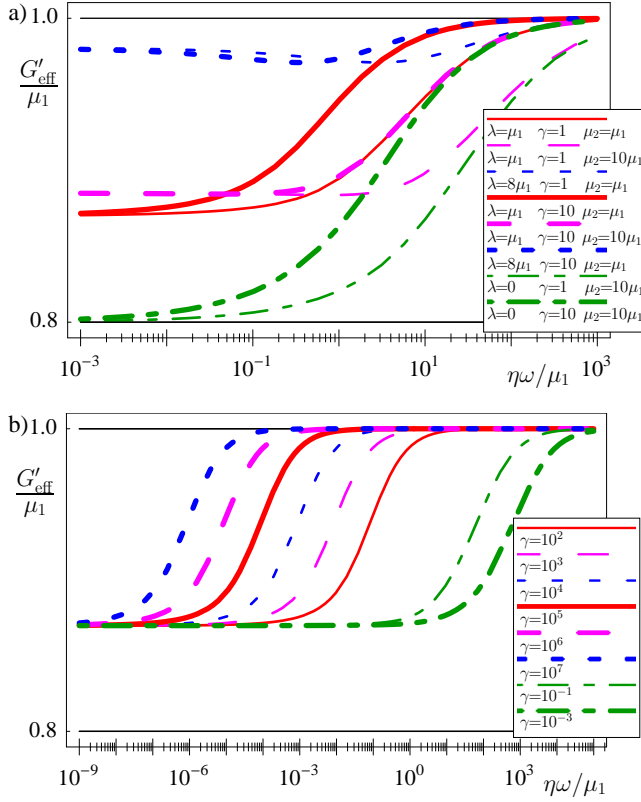 a)
1.0
G′eff
μ1
λ=μ1 γ=1 μ2=μ1
λ=μ1 γ=1 μ2=10μ1
λ=8μ1 γ=1 μ2=μ1
λ=μ1 γ=10 μ2=μ1
λ=μ1 γ=10 μ2=10μ1
λ=8μ1 γ=10 μ2=μ1
λ=0 γ=1 μ2=10μ1
λ=0 γ=10 μ2=10μ1
0.8
10⁻³ 10⁻¹ 10¹ 10³
ηω/μ1
b)
1.0
G′eff
μ1
γ=10²
γ=10³
γ=10⁴
γ=10⁵
γ=10⁶
γ=10⁷
γ=10⁻¹
γ=10⁻³
0.8
10⁻⁹ 10⁻⁶ 10⁻³ 10⁰ 10³
ηω/μ1